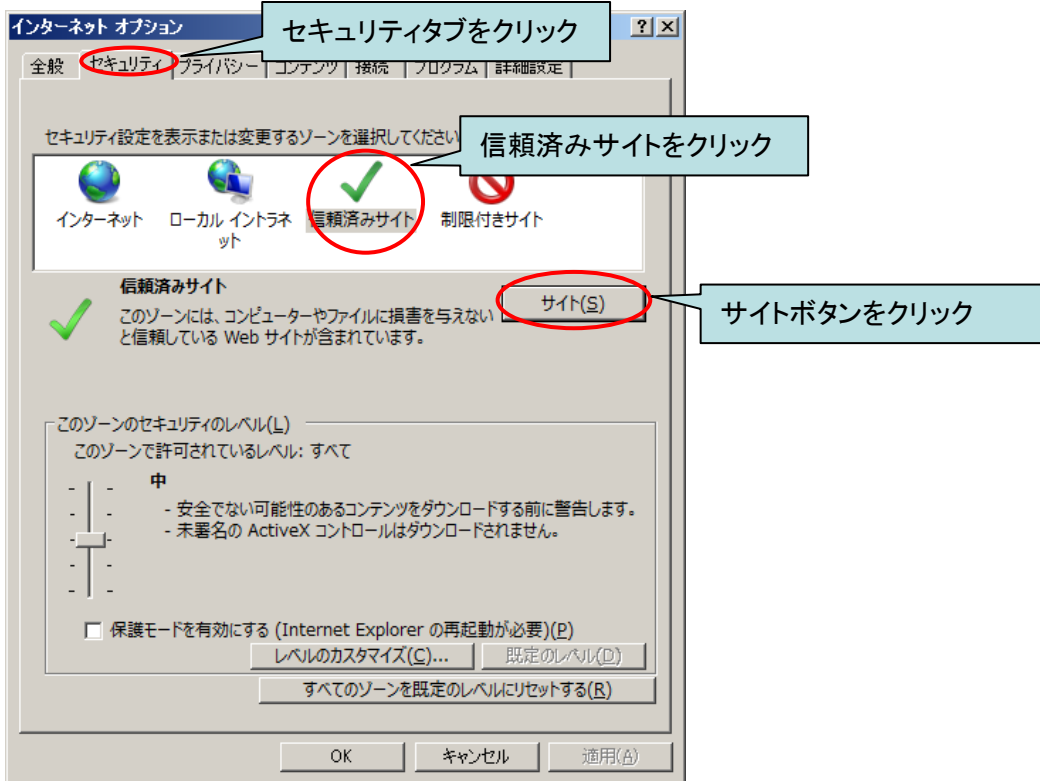 インターネット オプション
セキュリティタブをクリック
全般
セキュリティ
プライバシー
コンテンツ
接続
プログラム
詳細設定
セキュリティ設定を表示または変更するゾーンを選択してください
信頼済みサイトをクリック
インターネット
ローカル イントラネ
ット
信頼済みサイト
制限付きサイト
信頼済みサイト
サイト(S)
サイトボタンをクリック
このゾーンには、コンピューターやファイルに損害を与えない
と信頼している Web サイトが含まれています。
このゾーンのセキュリティのレベル(L)
このゾーンで許可されているレベル: すべて
中
- 安全でない可能性のあるコンテンツをダウンロードする前に警告します。
- 未署名の ActiveX コントロールはダウンロードされません。
保護モードを有効にする (Internet Explorer の再起動が必要)(P)
レベルのカスタマイズ(C)...
既定のレベル(D)
すべてのゾーンを既定のレベルにリセットする(R)
OK
キャンセル
適用(A)